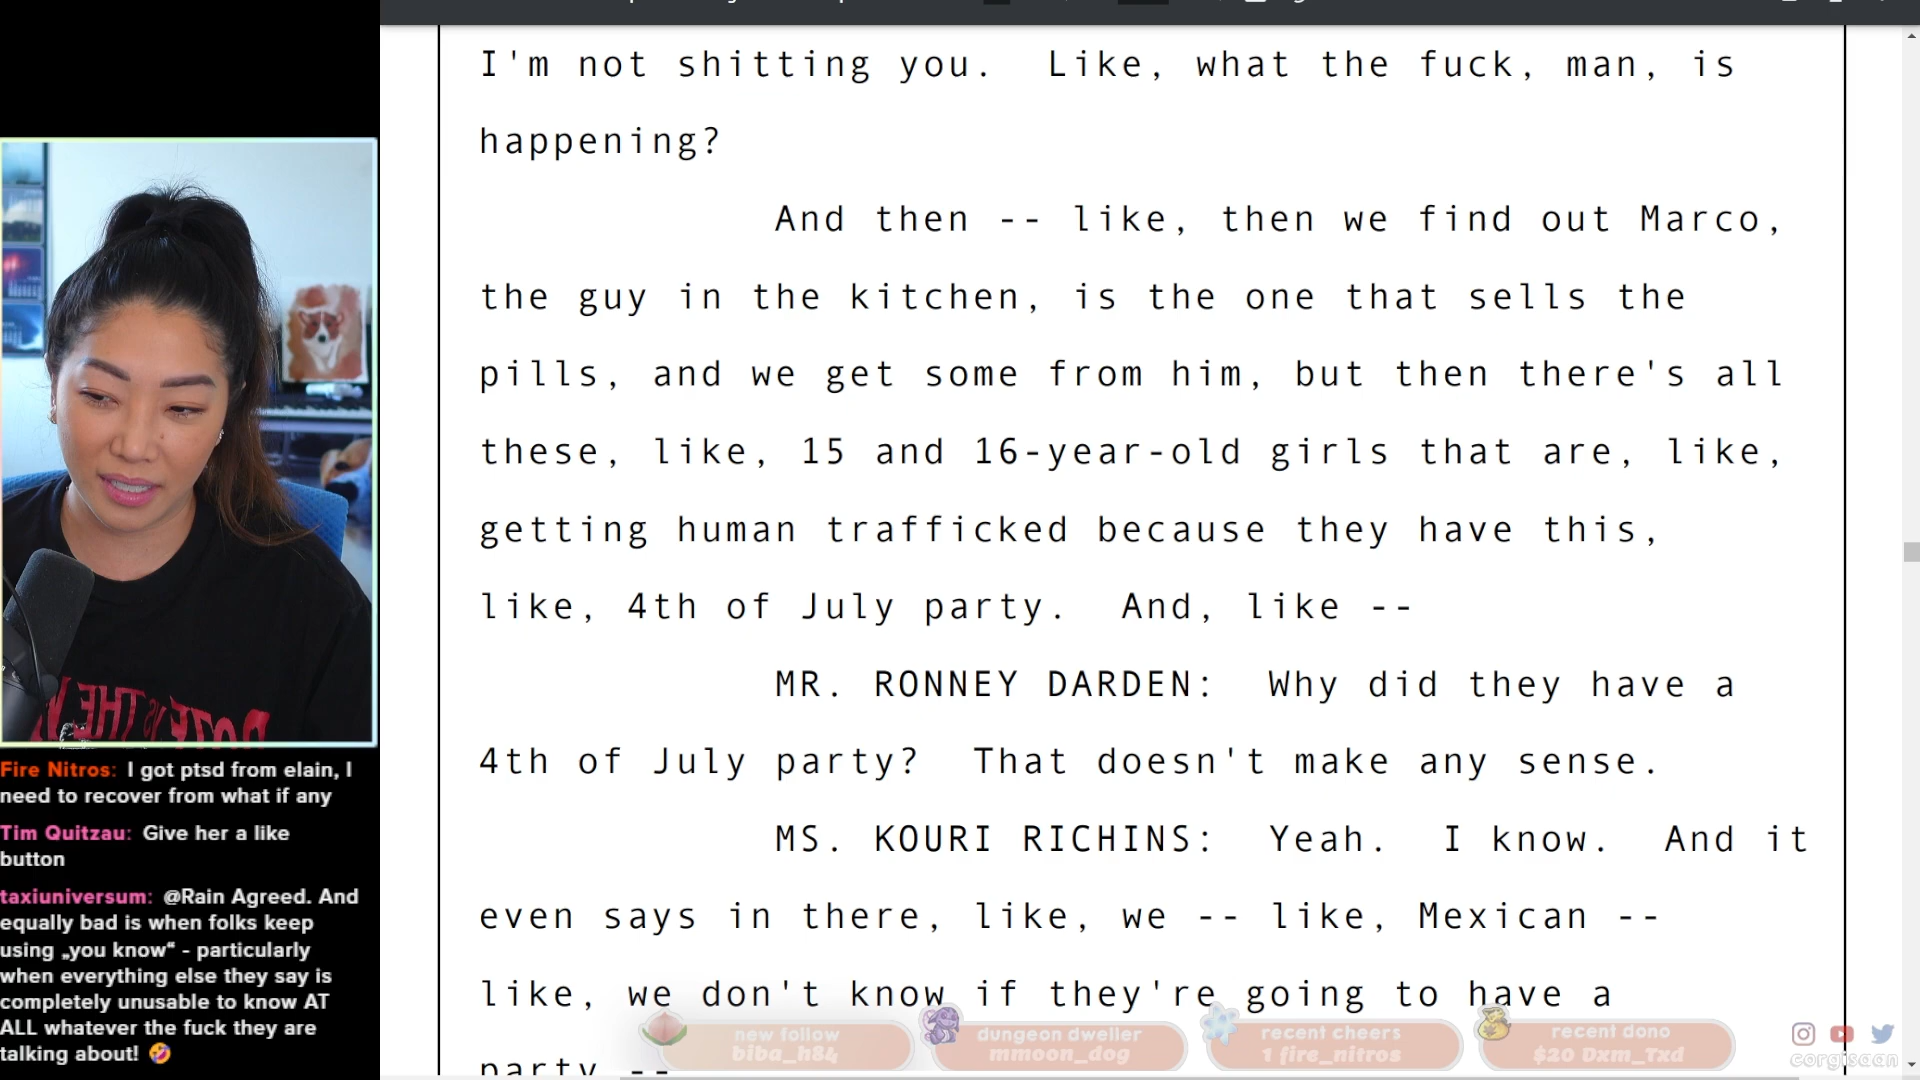 I'm not shitting you.  Like, what the fuck, man, is
happening?
And then -- like, then we find out Marco,
the guy in the kitchen, is the one that sells the
pills, and we get some from him, but then there's all
these, like, 15 and 16-year-old girls that are, like,
getting human trafficked because they have this,
like, 4th of July party.  And, like --
MR. RONNEY DARDEN:  Why did they have a
4th of July party?  That doesn't make any sense.
MS. KOURI RICHINS:  Yeah.  I know.  And it
even says in there, like, we -- like, Mexican --
like, we don't know if they're going to have a
party --
Fire Nitros: I got ptsd from elain, I
need to recover from what if any
Tim Quitzau: Give her a like
button
taxiuniversum: @Rain Agreed. And
equally bad is when folks keep
using „you know“ - particularly
when everything else they say is
completely unusable to know AT
ALL whatever the fuck they are
talking about! 🤣
new follow
biba_h84
dungeon dweller
mmoon_dog
recent cheers
1 fire_nitros
recent dono
$20 Dxm_Txd
corgisaan